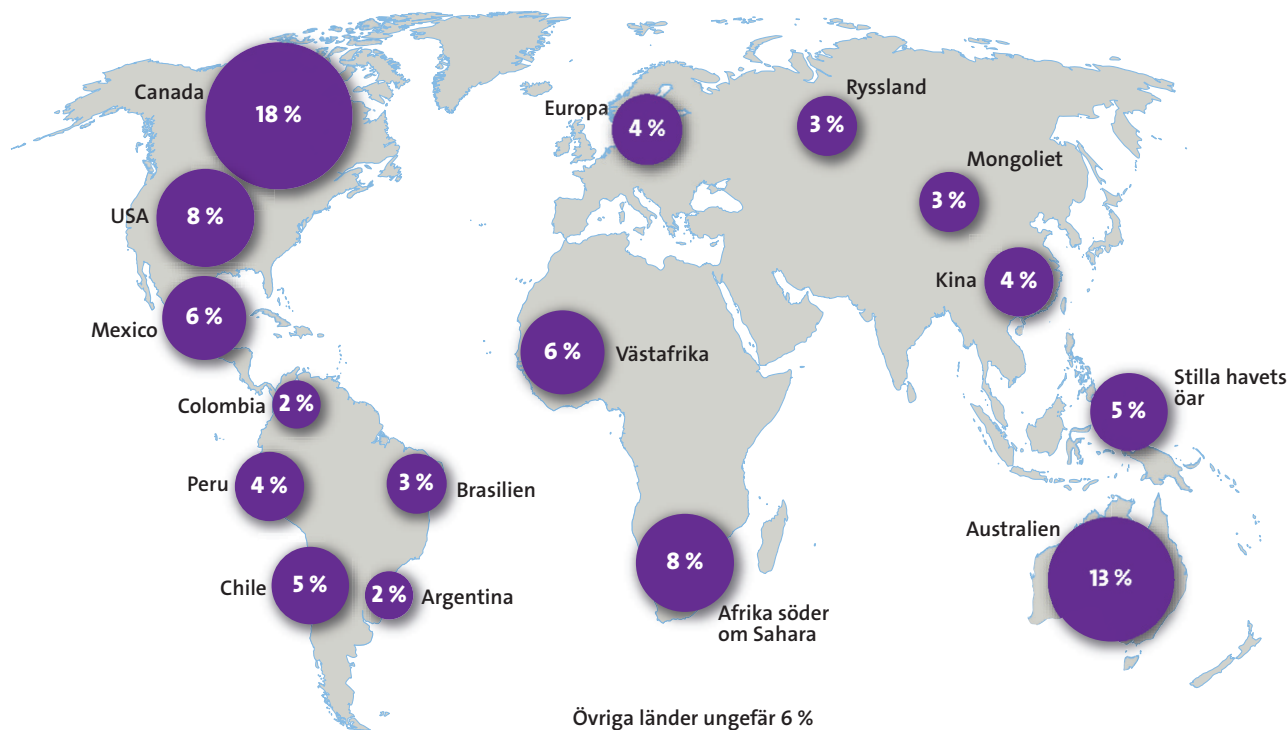 Canada
18 %
USA
8 %
Mexico
6 %
Colombia
2 %
Peru
4 %
Brasilien
3 %
Chile
5 %
Argentina
2 %
Europa
4 %
Ryssland
3 %
Mongoliet
3 %
Kina
4 %
Västafrika
6 %
Stilla havets
öar
5 %
Afrika söder
om Sahara
8 %
Australien
13 %
Övriga länder ungefär 6 %